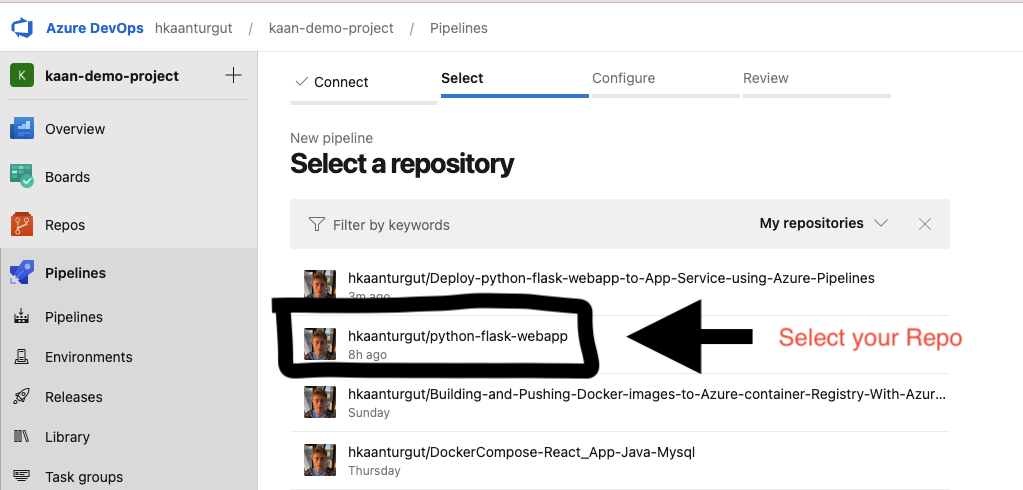 Azure DevOps hkaanturgut / kaan-demo-project / Pipelines
K kaan-demo-project
Connect Select Configure Review
Overview
Boards
Repos
Pipelines
Pipelines
Environments
Releases
Library
Task groups
New pipeline
Select a repository
Filter by keywords My repositories
hkaanturgut/Deploy-python-flask-webapp-to-App-Service-using-Azure-Pipelines
3m ago
hkaanturgut/python-flask-webapp
8h ago
Select your Repo
hkaanturgut/Building-and-Pushing-Docker-images-to-Azure-container-Registry-With-Azur...
Sunday
hkaanturgut/DockerCompose-React_App-Java-Mysql
Thursday